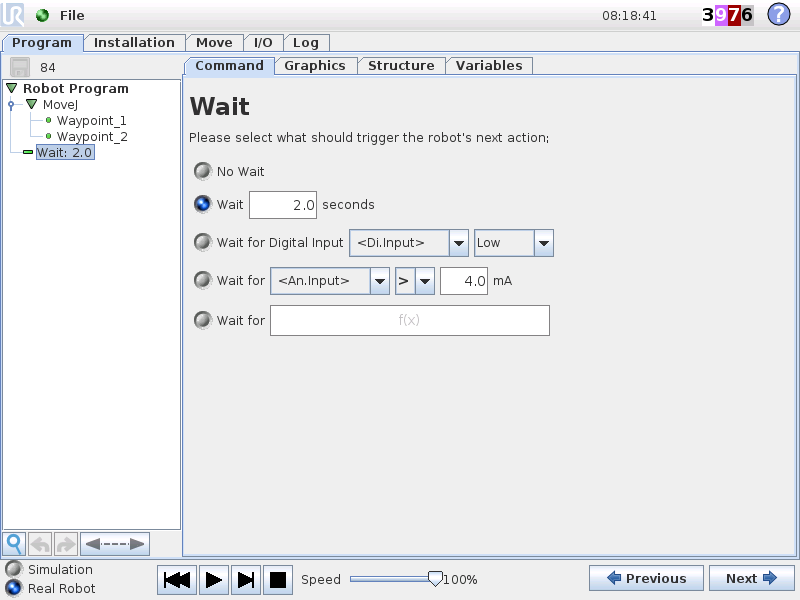 UR File 08:18:41 3976 ?
Program Installation Move I/O Log
84 Command Graphics Structure Variables
Robot Program
MoveJ
Waypoint_1
Waypoint_2
Wait: 2.0
Wait
Please select what should trigger the robot's next action;
No Wait
Wait 2.0 seconds
Wait for Digital Input <Di.Input> Low
Wait for <An.Input> > 4.0 mA
Wait for f(x)
Simulation
Real Robot
Speed 100%
Previous Next